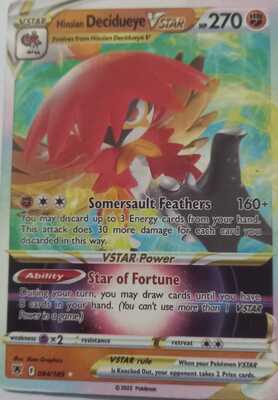 VSTAR
Hisuian Decidueye VSTAR HP 270
Evolves from Hisuian Decidueye V
Somersault Feathers 160+
You may discard up to 3 Energy cards from your hand.
This attack does 30 more damage for each card you
discarded in this way.
VSTAR Power
Ability Star of Fortune
During your turn, you may draw cards until you have
cards in your hand. (You can't use more than 1 VSTAR
Power in a game.)
weakness ×2 resistance retreat
Illus. 
084/189
VSTAR rule When your Pokémon VSTAR
is Knocked Out, your opponent takes 2 Prize cards.
©2022 Pokémon